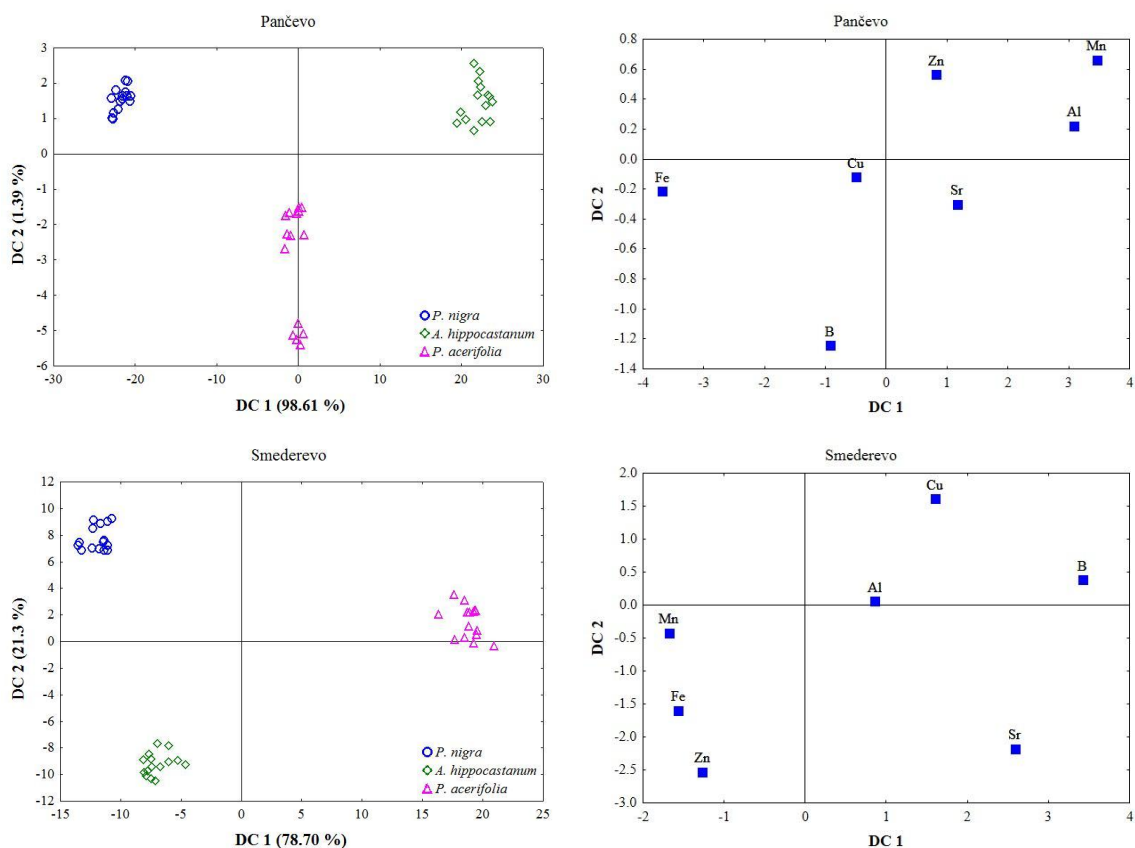 Pančevo
3
2
1
0
-1
-2
-3
-4
-5
-6
DC 2 (1.39 %)
P. nigra
A. hippocastanum
P. acerifolia
-30 -20 -10 0 10 20 30
DC 1 (98.61 %)
Pančevo
0.8
0.6
0.4
0.2
0.0
-0.2
-0.4
-0.6
-0.8
-1.0
-1.2
-1.4
DC 2
Mn
Zn
Al
Cu
Fe
Sr
B
-4 -3 -2 -1 0 1 2 3 4
DC 1
Smederevo
12
10
8
6
4
2
0
-2
-4
-6
-8
-10
-12
DC 2 (21.3 %)
P. nigra
A. hippocastanum
P. acerifolia
-15 -10 -5 0 5 10 15 20 25
DC 1 (78.70 %)
Smederevo
2.0
1.5
1.0
0.5
0.0
-0.5
-1.0
-1.5
-2.0
-2.5
-3.0
DC 2
Cu
B
Al
Mn
Fe
Sr
Zn
-2 -1 0 1 2 3 4
DC 1